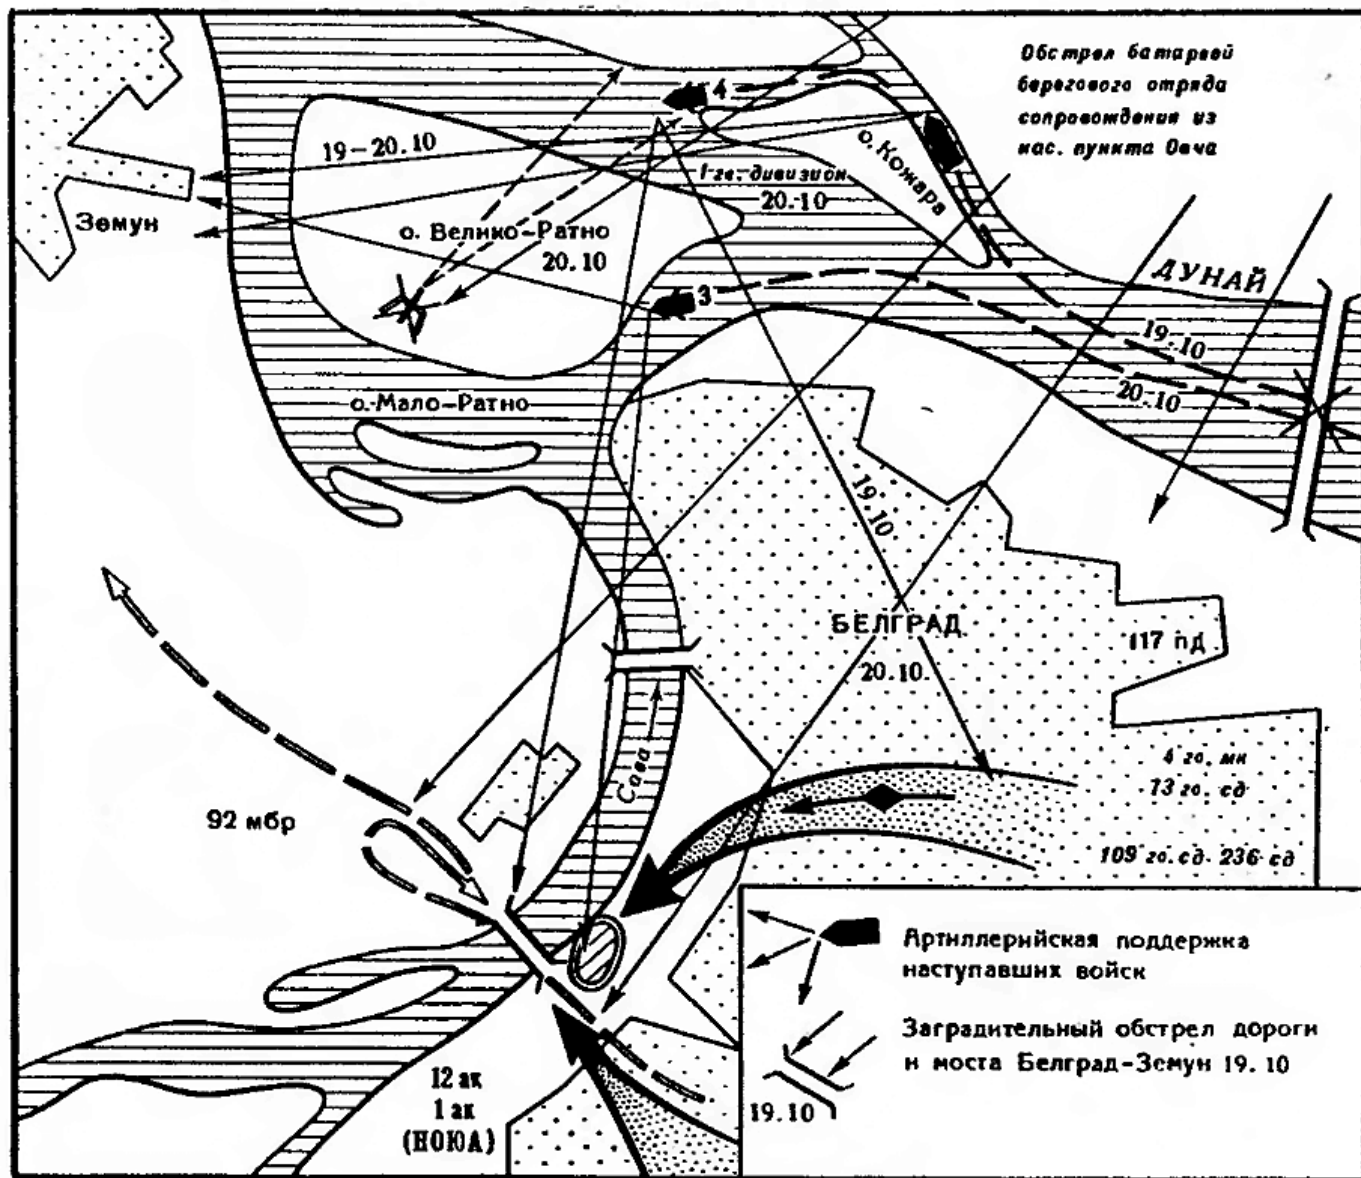 Обстрел батареей
берегового отряда
сопровождения из
нас. пункта Овча
4
19–20.10
о. Кожара
1 гв. дивизион
20.10
Земун
о. Велико-Ратно
20.10
3
ДУНАЙ
19.10
20.10
о. Мало-Ратно
19.10
БЕЛГРАД
20.10
117 пд
Сава
4 гв. мк
73 гв. сд
92 мбр
109 гв. сд 236 сд
Артиллерийская поддержка
наступавших войск
Заградительный обстрел дороги
и моста Белград-Земун 19.10
19.10
12 ак
1 ак
(НОЮА)